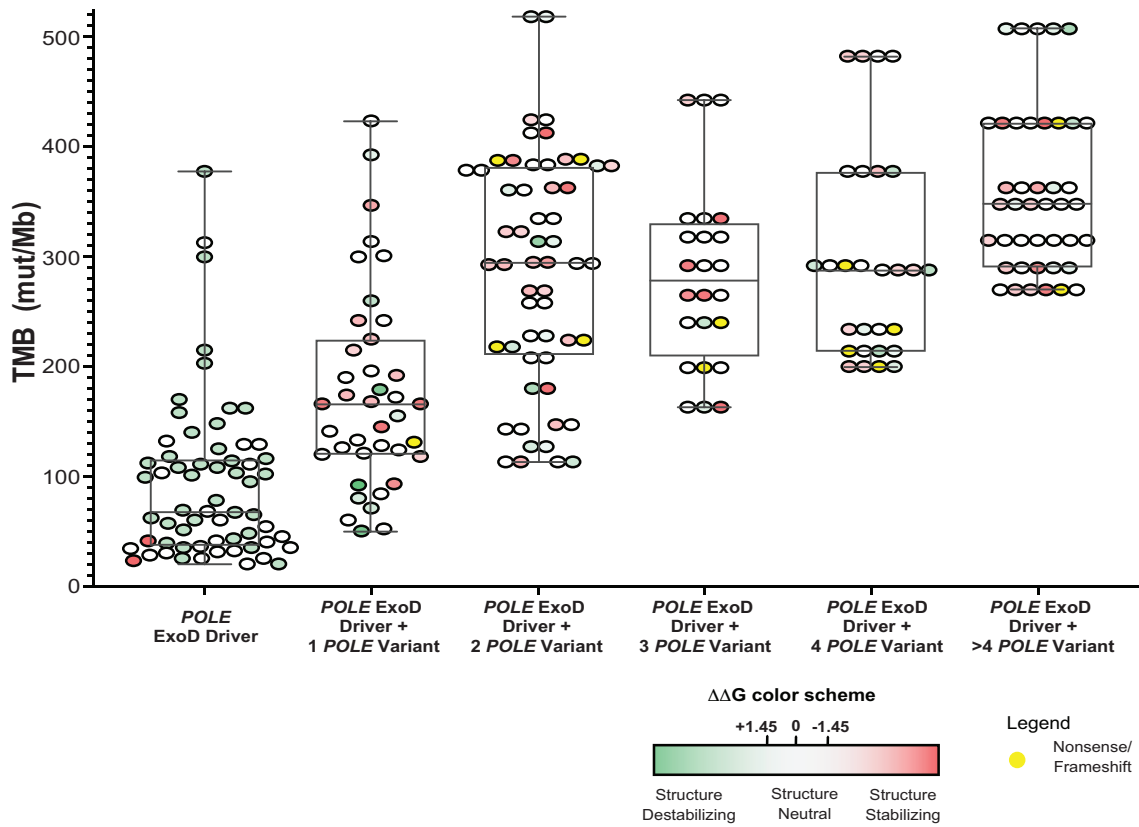 500
400
300
200
100
0
TMB (mut/Mb)
POLE
ExoD Driver
POLE ExoD
Driver +
1 POLE Variant
POLE ExoD
Driver +
2 POLE Variant
POLE ExoD
Driver +
3 POLE Variant
POLE ExoD
Driver +
4 POLE Variant
POLE ExoD
Driver +
>4 POLE Variant
ΔΔG color scheme
+1.45 0 -1.45
Structure
Destabilizing
Structure
Neutral
Structure
Stabilizing
Legend
Nonsense/
Frameshift